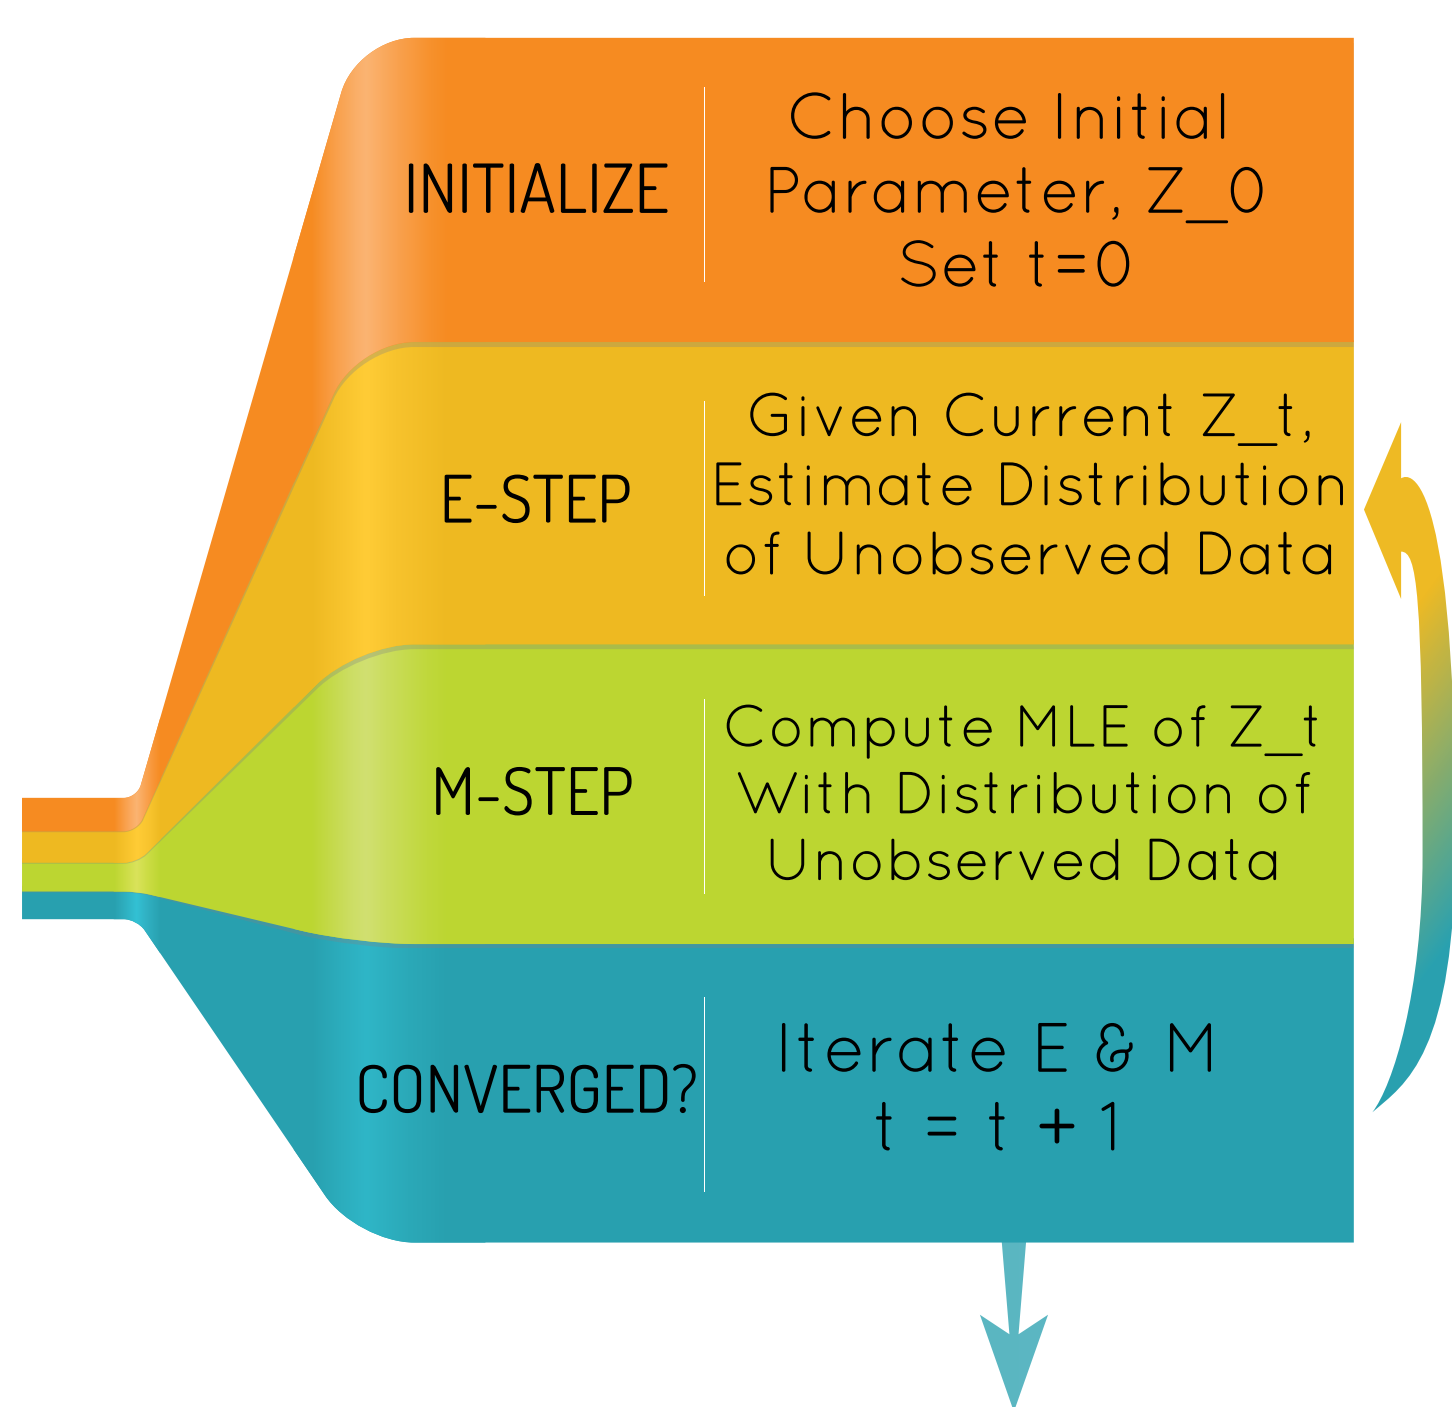 INITIALIZE
Choose Initial
Parameter, Z_0
Set t=0
E-STEP
Given Current Z_t,
Estimate Distribution
of Unobserved Data
M-STEP
Compute MLE of Z_t
With Distribution of
Unobserved Data
CONVERGED?
Iterate E & M
t = t + 1